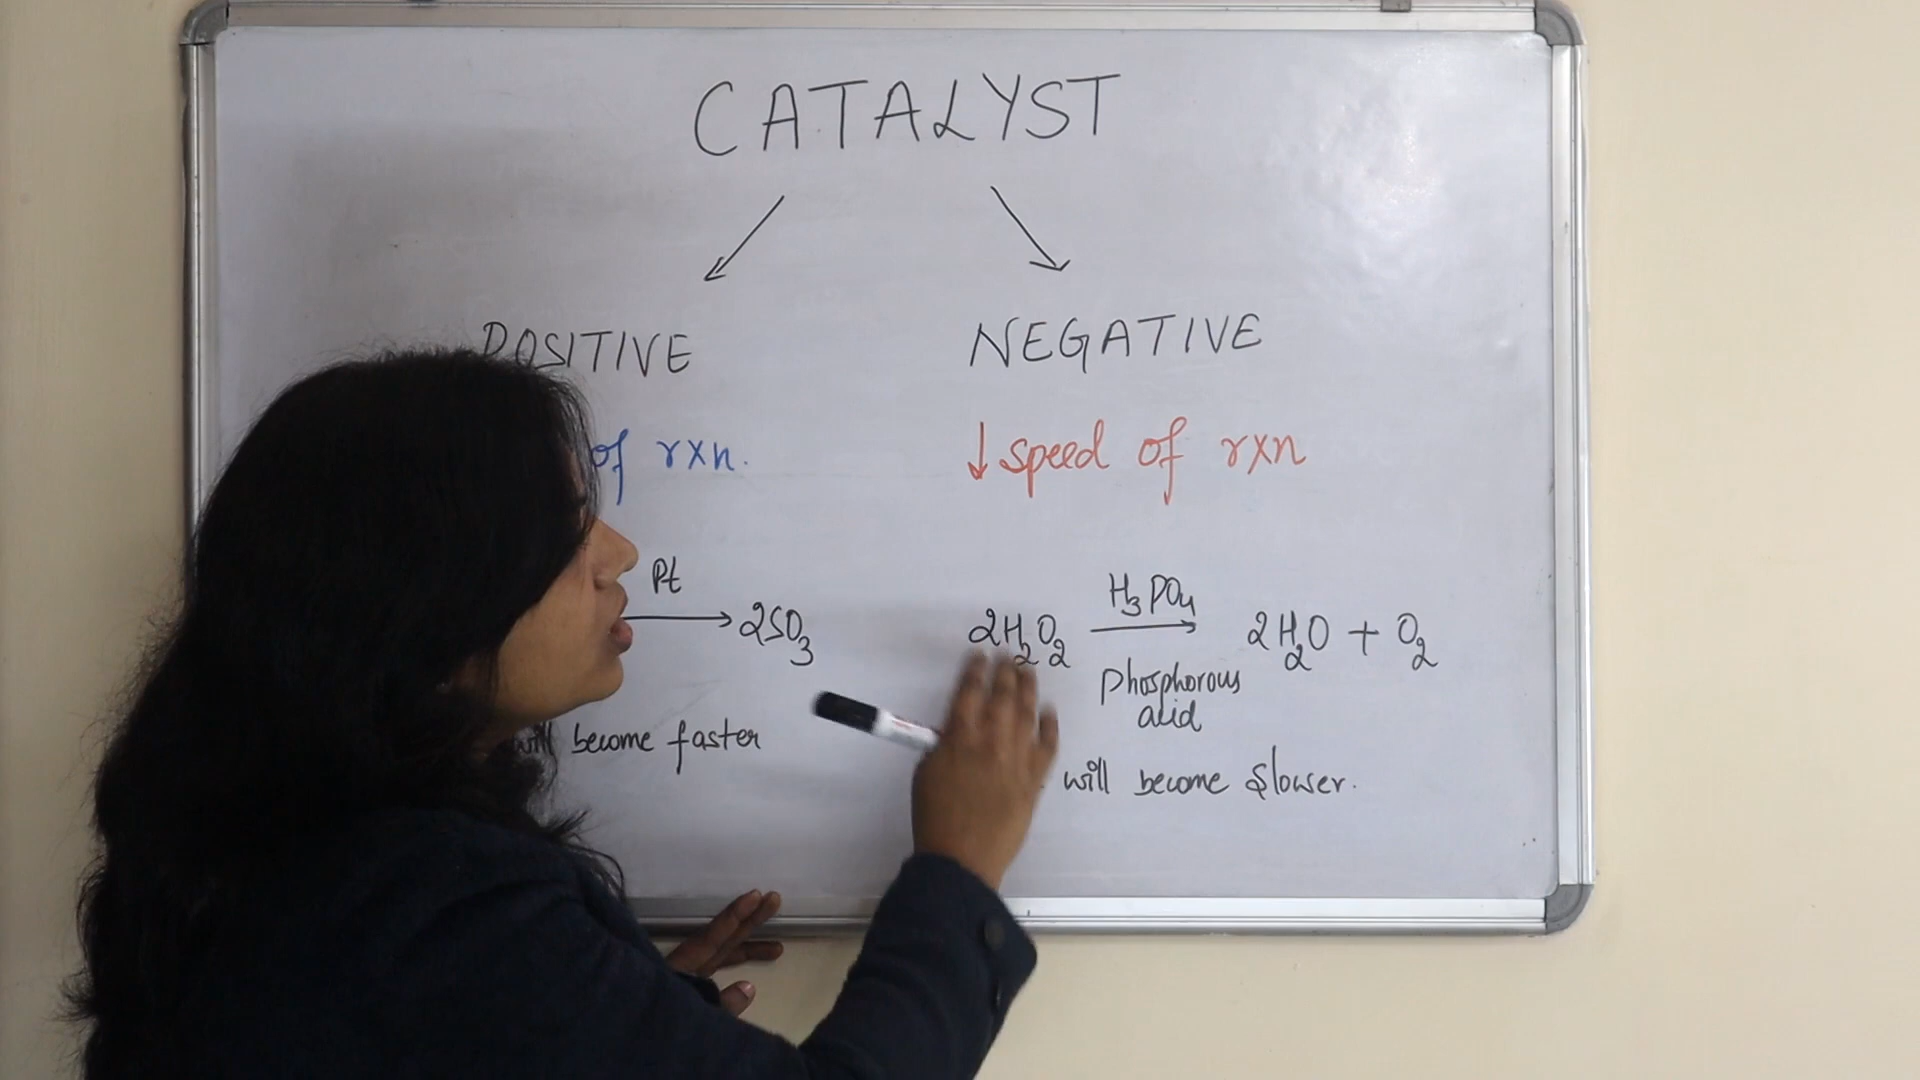 CATALYST
POSITIVE
NEGATIVE
of rxn.
↓ speed of rxn
Pt
→ 2SO3
H3PO4
2H2O2 → 2H2O + O2
Phosphorous
acid
will become faster
will become slower.